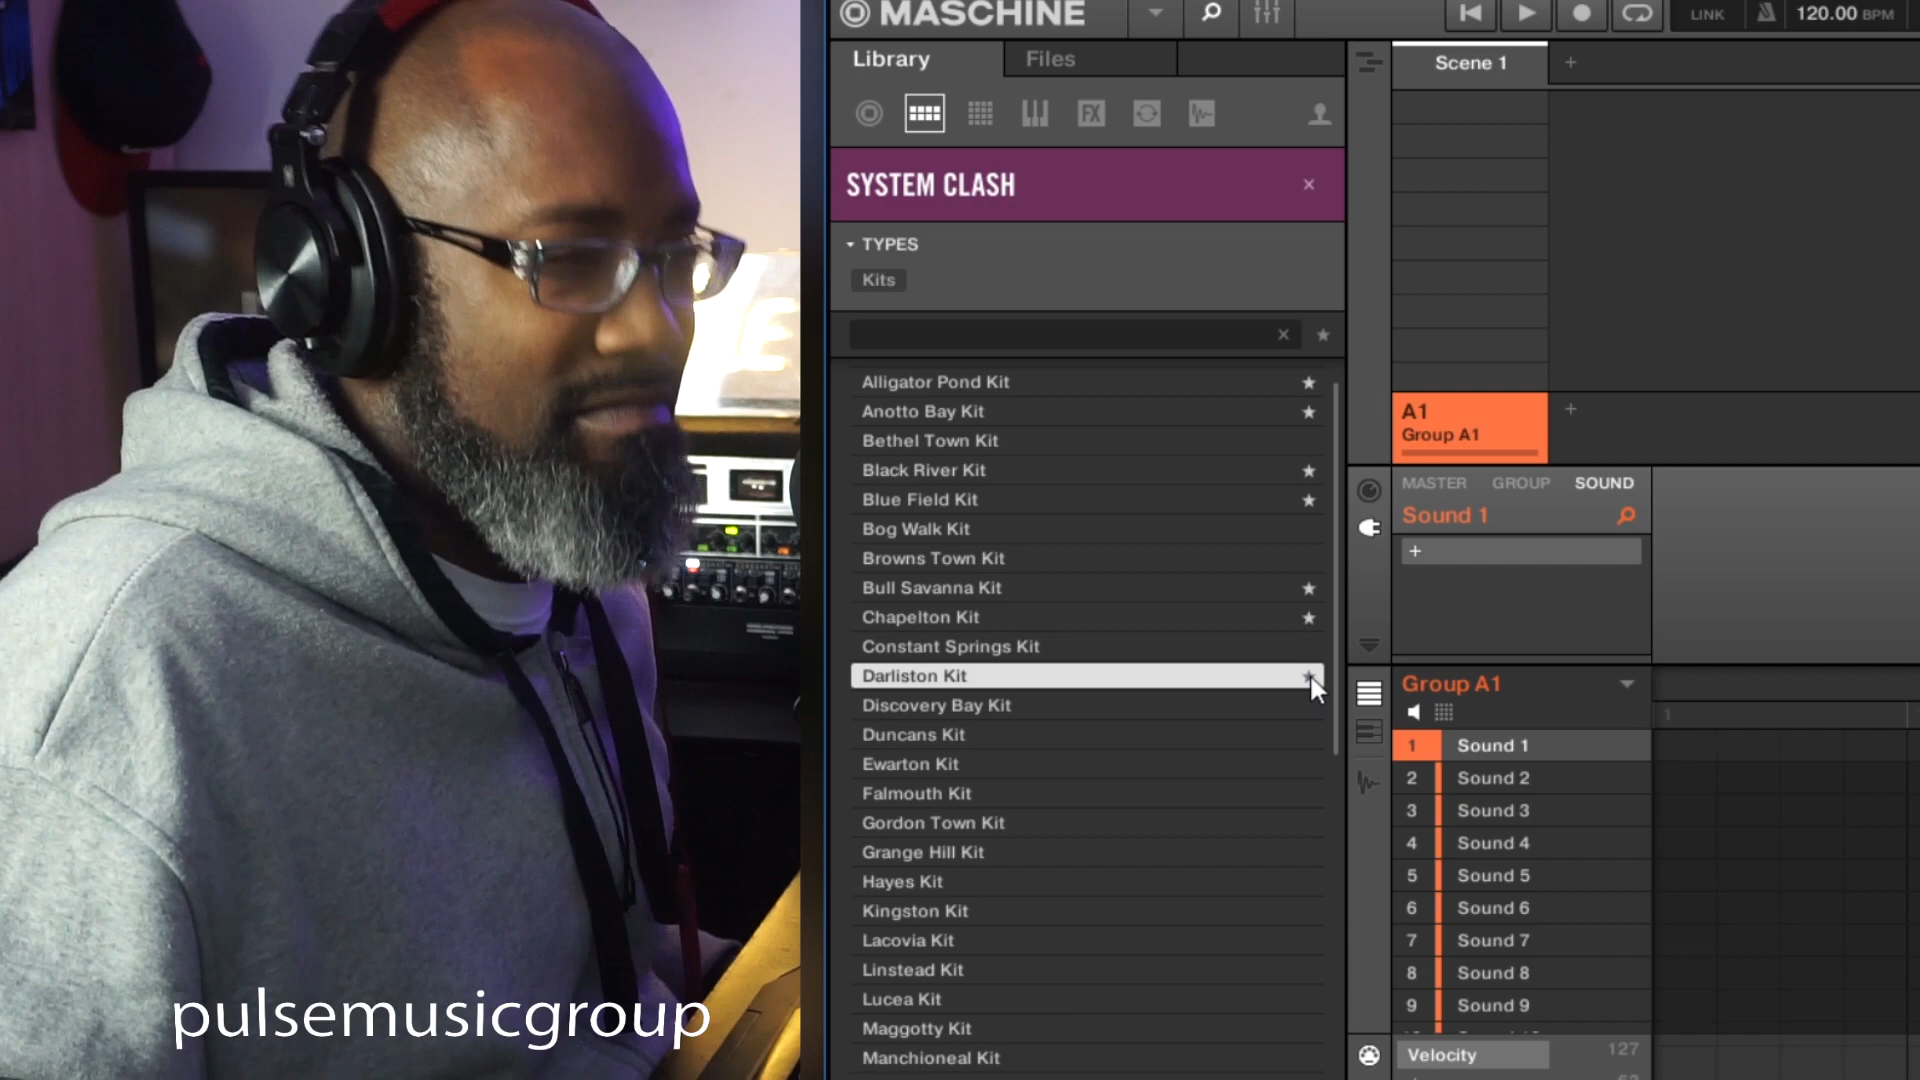 MASCHINE
LINK
120.00 BPM
Library
Files
Scene 1
+
FX
SYSTEM CLASH
×
TYPES
Kits
×
Alligator Pond Kit
Anotto Bay Kit
Bethel Town Kit
Black River Kit
Blue Field Kit
Bog Walk Kit
Browns Town Kit
Bull Savanna Kit
Chapelton Kit
Constant Springs Kit
Darliston Kit
Discovery Bay Kit
Duncans Kit
Ewarton Kit
Falmouth Kit
Gordon Town Kit
Grange Hill Kit
Hayes Kit
Kingston Kit
Lacovia Kit
Linstead Kit
Lucea Kit
Maggotty Kit
Manchioneal Kit
A1
Group A1
+
MASTER GROUP SOUND
Sound 1
+
Group A1
1
1 Sound 1
2 Sound 2
3 Sound 3
4 Sound 4
5 Sound 5
6 Sound 6
7 Sound 7
8 Sound 8
9 Sound 9
Velocity
127
pulsemusicgroup